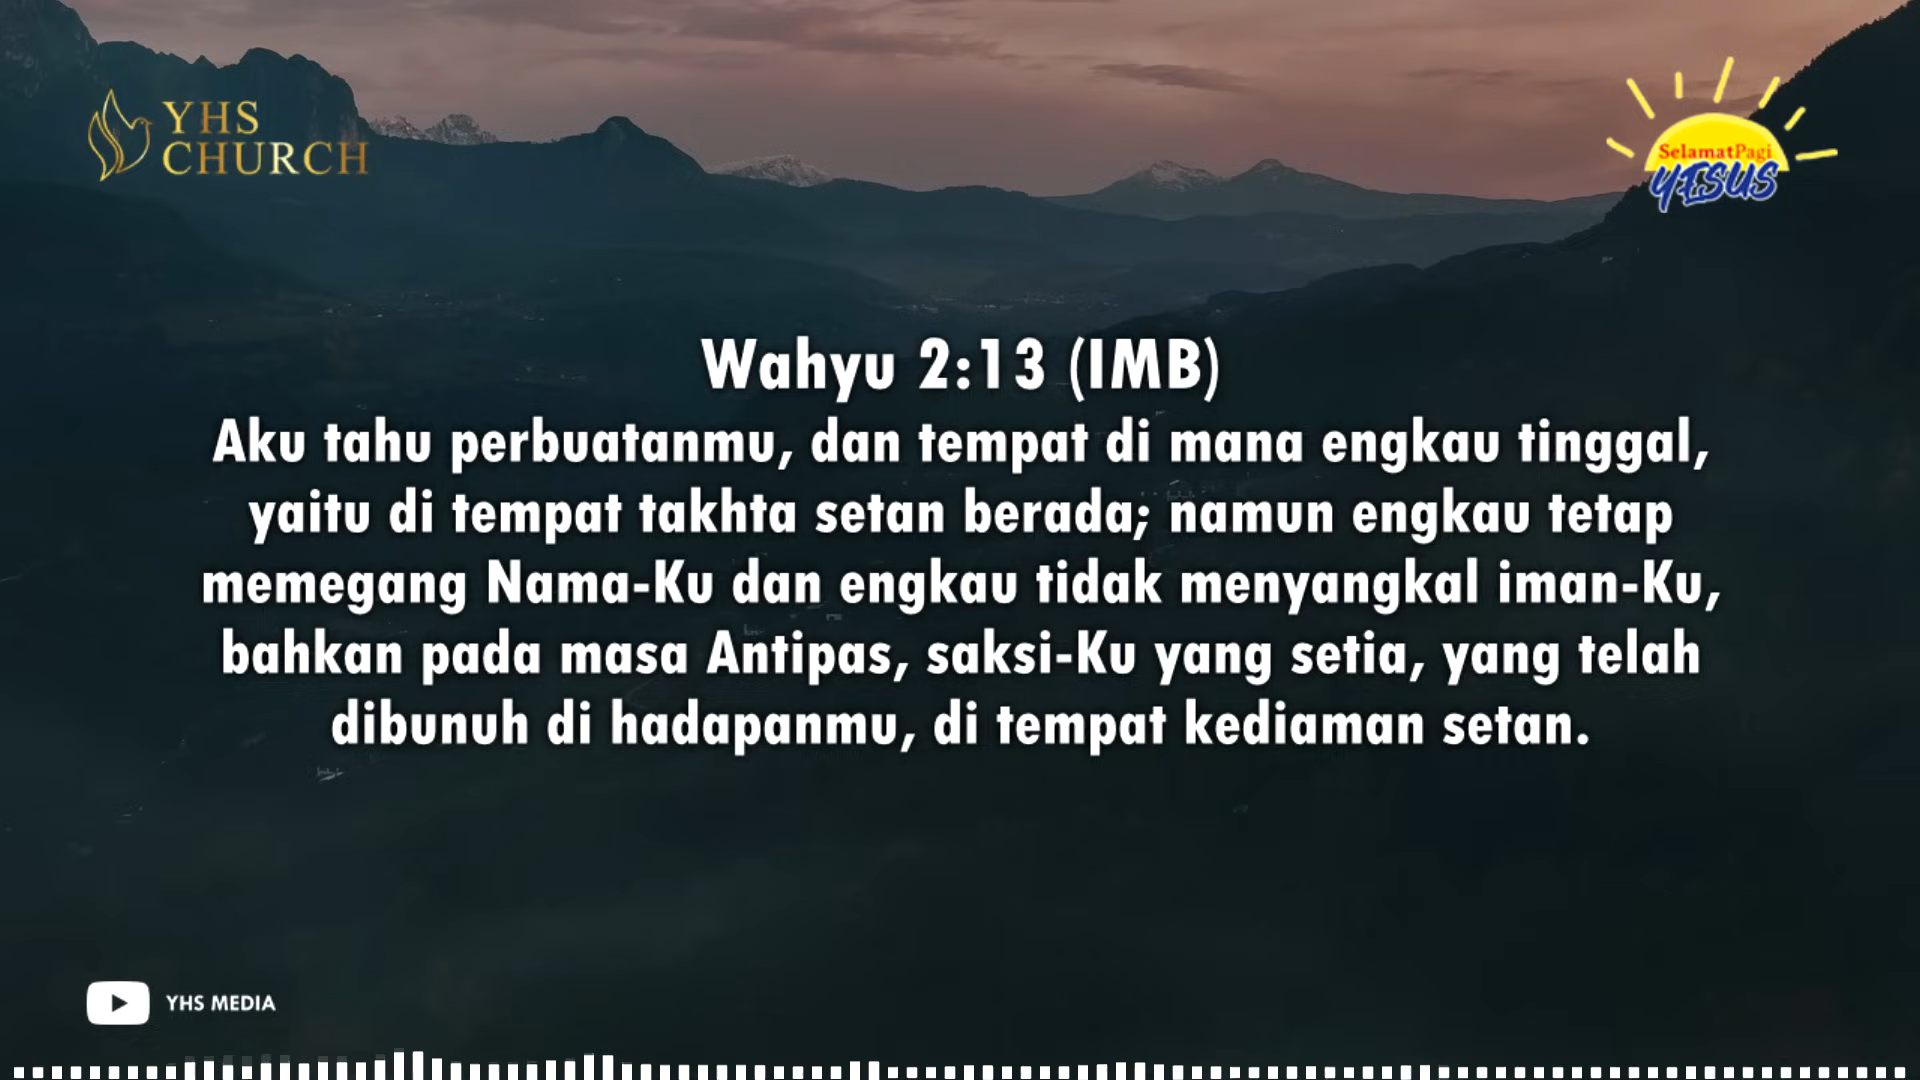 YHS
CHURCH
SelamatPagi
YESUS
Wahyu 2:13 (IMB)
Aku tahu perbuatanmu, dan tempat di mana engkau tinggal,
yaitu di tempat takhta setan berada; namun engkau tetap
memegang Nama-Ku dan engkau tidak menyangkal iman-Ku,
bahkan pada masa Antipas, saksi-Ku yang setia, yang telah
dibunuh di hadapanmu, di tempat kediaman setan.
YHS MEDIA